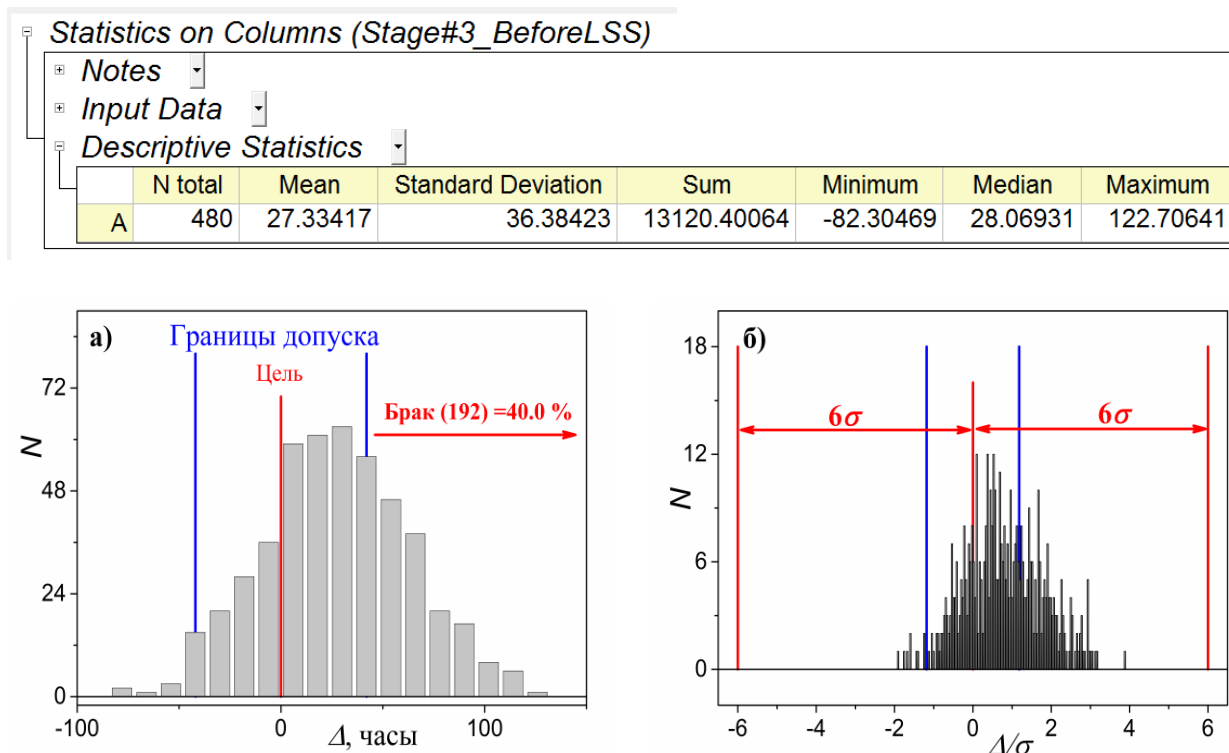 Statistics on Columns (Stage#3_BeforeLSS)
Notes
Input Data
Descriptive Statistics
N total Mean Standard Deviation Sum Minimum Median Maximum
A 480 27.33417 36.38423 13120.40064 -82.30469 28.06931 122.70641
а)
Границы допуска
Цель
Брак (192) =40.0 %
N
72
48
24
0
-100 0 100
Δ, часы
б)
6σ 6σ
N
18
12
6
0
-6 -4 -2 0 2 4 6
Δ/σ